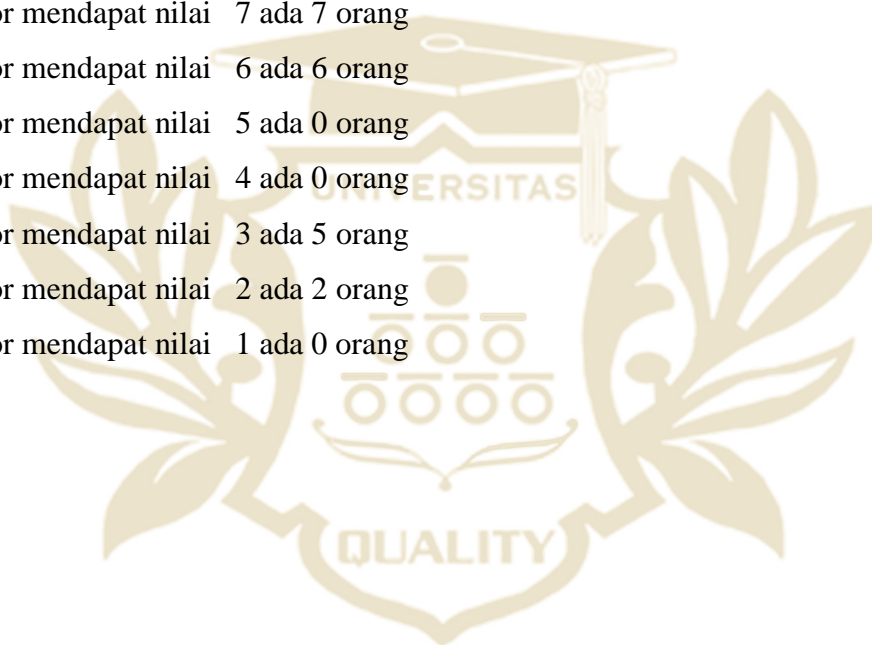 or mendapat nilai 7 ada 7 orang
or mendapat nilai 6 ada 6 orang
or mendapat nilai 5 ada 0 orang
or mendapat nilai 4 ada 0 orang
or mendapat nilai 3 ada 5 orang
or mendapat nilai 2 ada 2 orang
or mendapat nilai 1 ada 0 orang
UNIVERSITAS
QUALITY